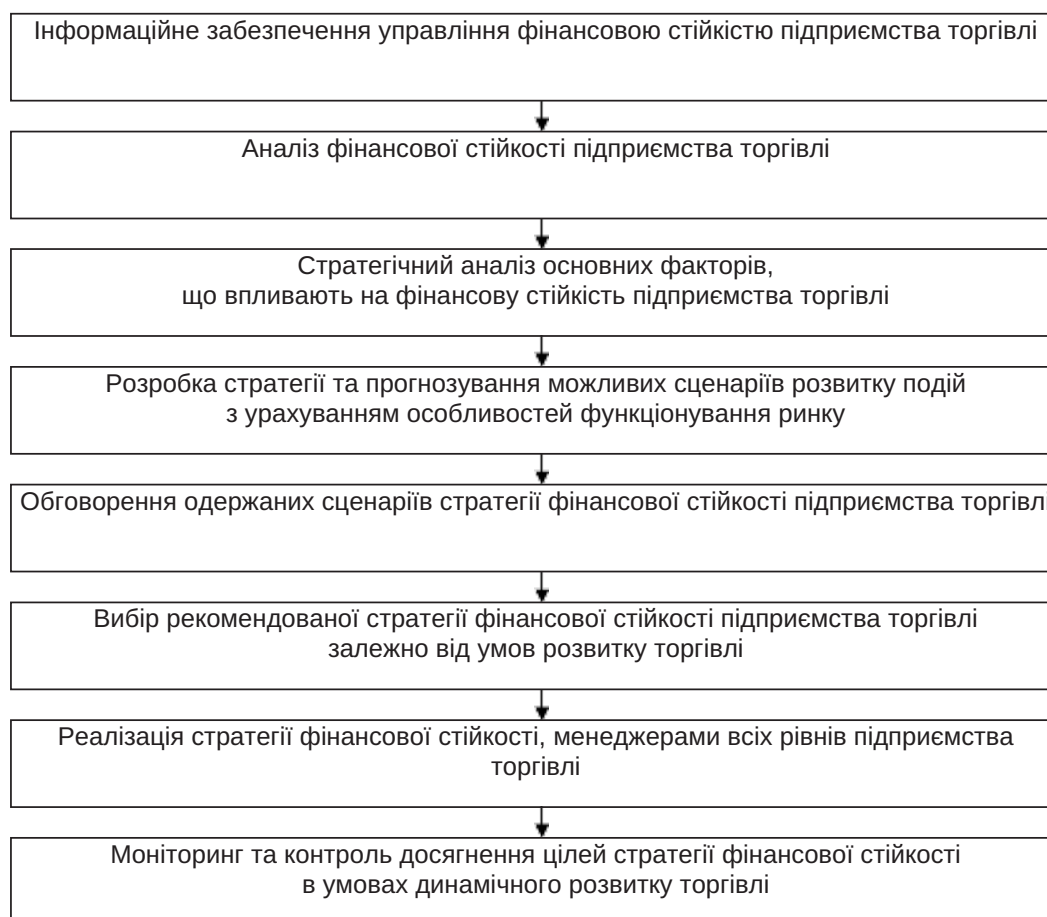 Інформаційне забезпечення управління фінансовою стійкістю підприємства торгівлі
Аналіз фінансової стійкості підприємства торгівлі
Стратегічний аналіз основних факторів,
що впливають на фінансову стійкість підприємства торгівлі
Розробка стратегії та прогнозування можливих сценаріїв розвитку подій
з урахуванням особливостей функціонування ринку
Обговорення одержаних сценаріїв стратегії фінансової стійкості підприємства торгівлі
Вибір рекомендованої стратегії фінансової стійкості підприємства торгівлі
залежно від умов розвитку торгівлі
Реалізація стратегії фінансової стійкості, менеджерами всіх рівнів підприємства
торгівлі
Моніторинг та контроль досягнення цілей стратегії фінансової стійкості
в умовах динамічного розвитку торгівлі